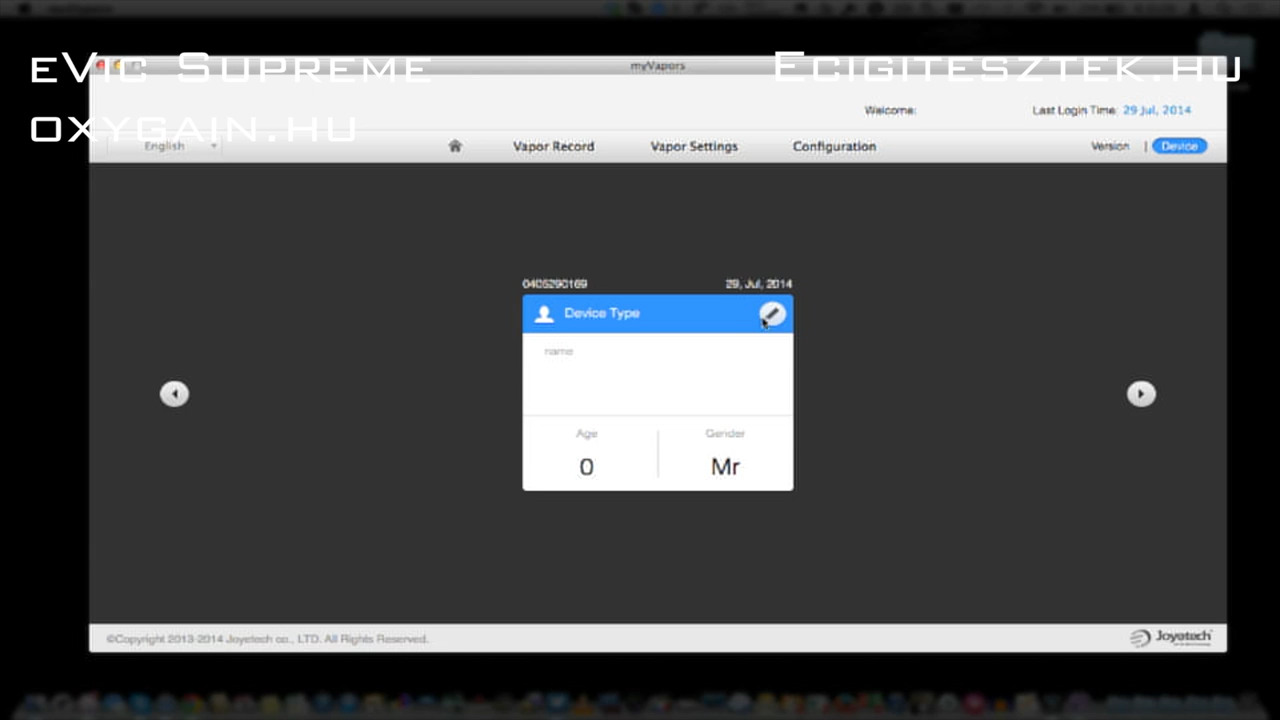 eVic Supreme
Ecigitesztek.hu
oxygain.hu
myVapors
Welcome:
Last Login Time: 29 Jul, 2014
English
Vapor Record
Vapor Settings
Configuration
Version | Device
0405290169
29, Jul, 2014
Device Type
name
Age
Gender
0
Mr
©Copyright 2013-2014 Joyetech co., LTD. All Rights Reserved.
Joyetech